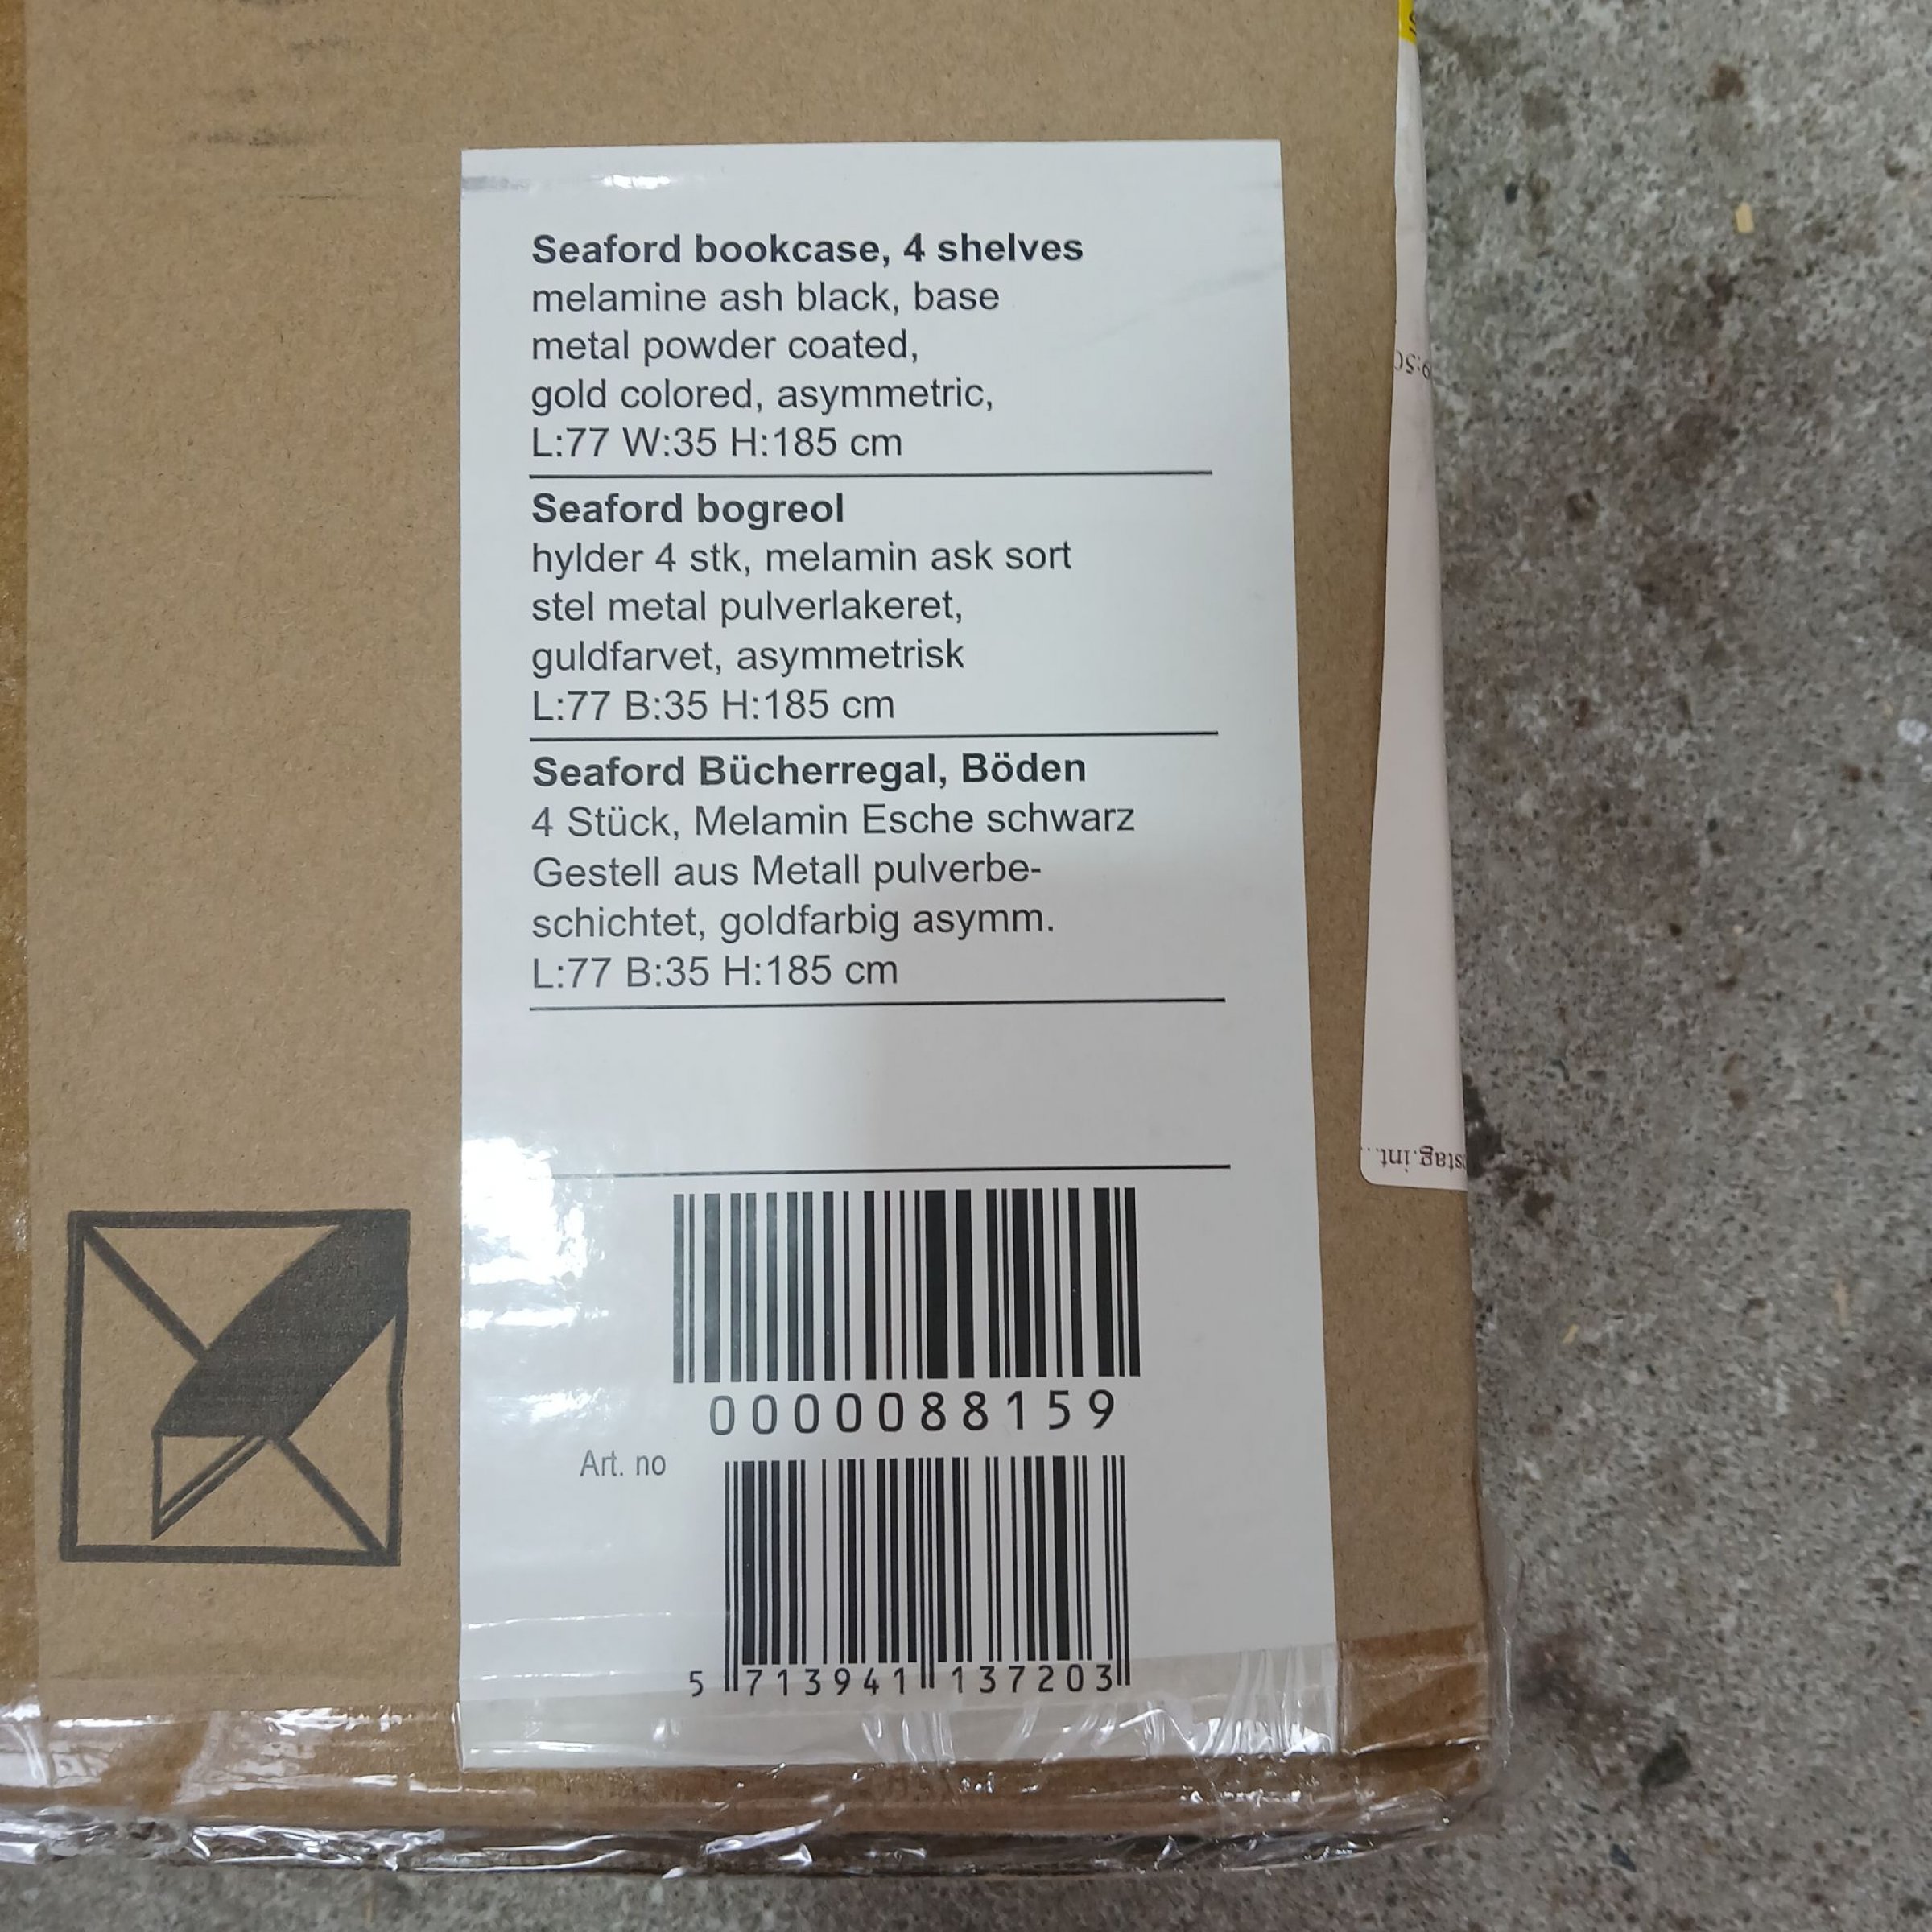 Seaford bookcase, 4 shelves
melamine ash black, base
metal powder coated,
gold colored, asymmetric,
L:77 W:35 H:185 cm
Seaford bogreol
hylder 4 stk, melamin ask sort
stel metal pulverlakeret,
guldfarvet, asymmetrisk
L:77 B:35 H:185 cm
Seaford Bücherregal, Böden
4 Stück, Melamin Esche schwarz
Gestell aus Metall pulverbe-
schichtet, goldfarbig asymm.
L:77 B:35 H:185 cm
0000088159
Art. no
5 713941 137203